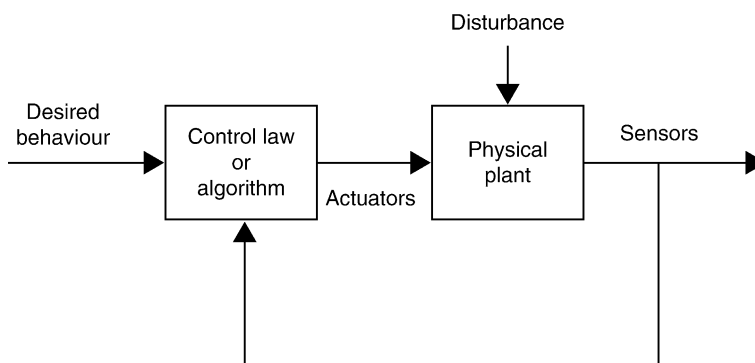 Disturbance
Desired
behaviour
Control law
or
algorithm
Actuators
Physical
plant
Sensors